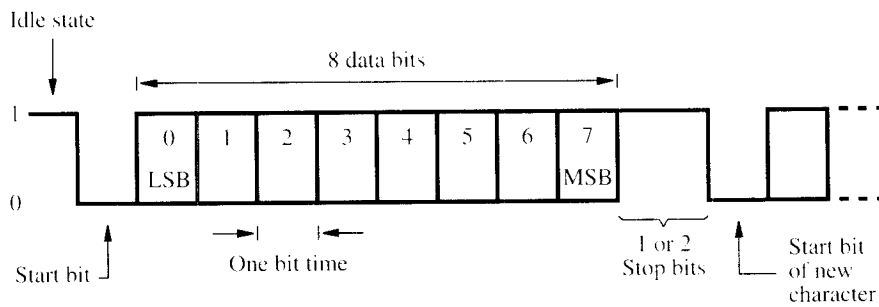 Idle state
8 data bits
1
0 1 2 3 4 5 6 7
LSB MSB
0
Start bit
One bit time
1 or 2
Stop bits
Start bit
of new
character